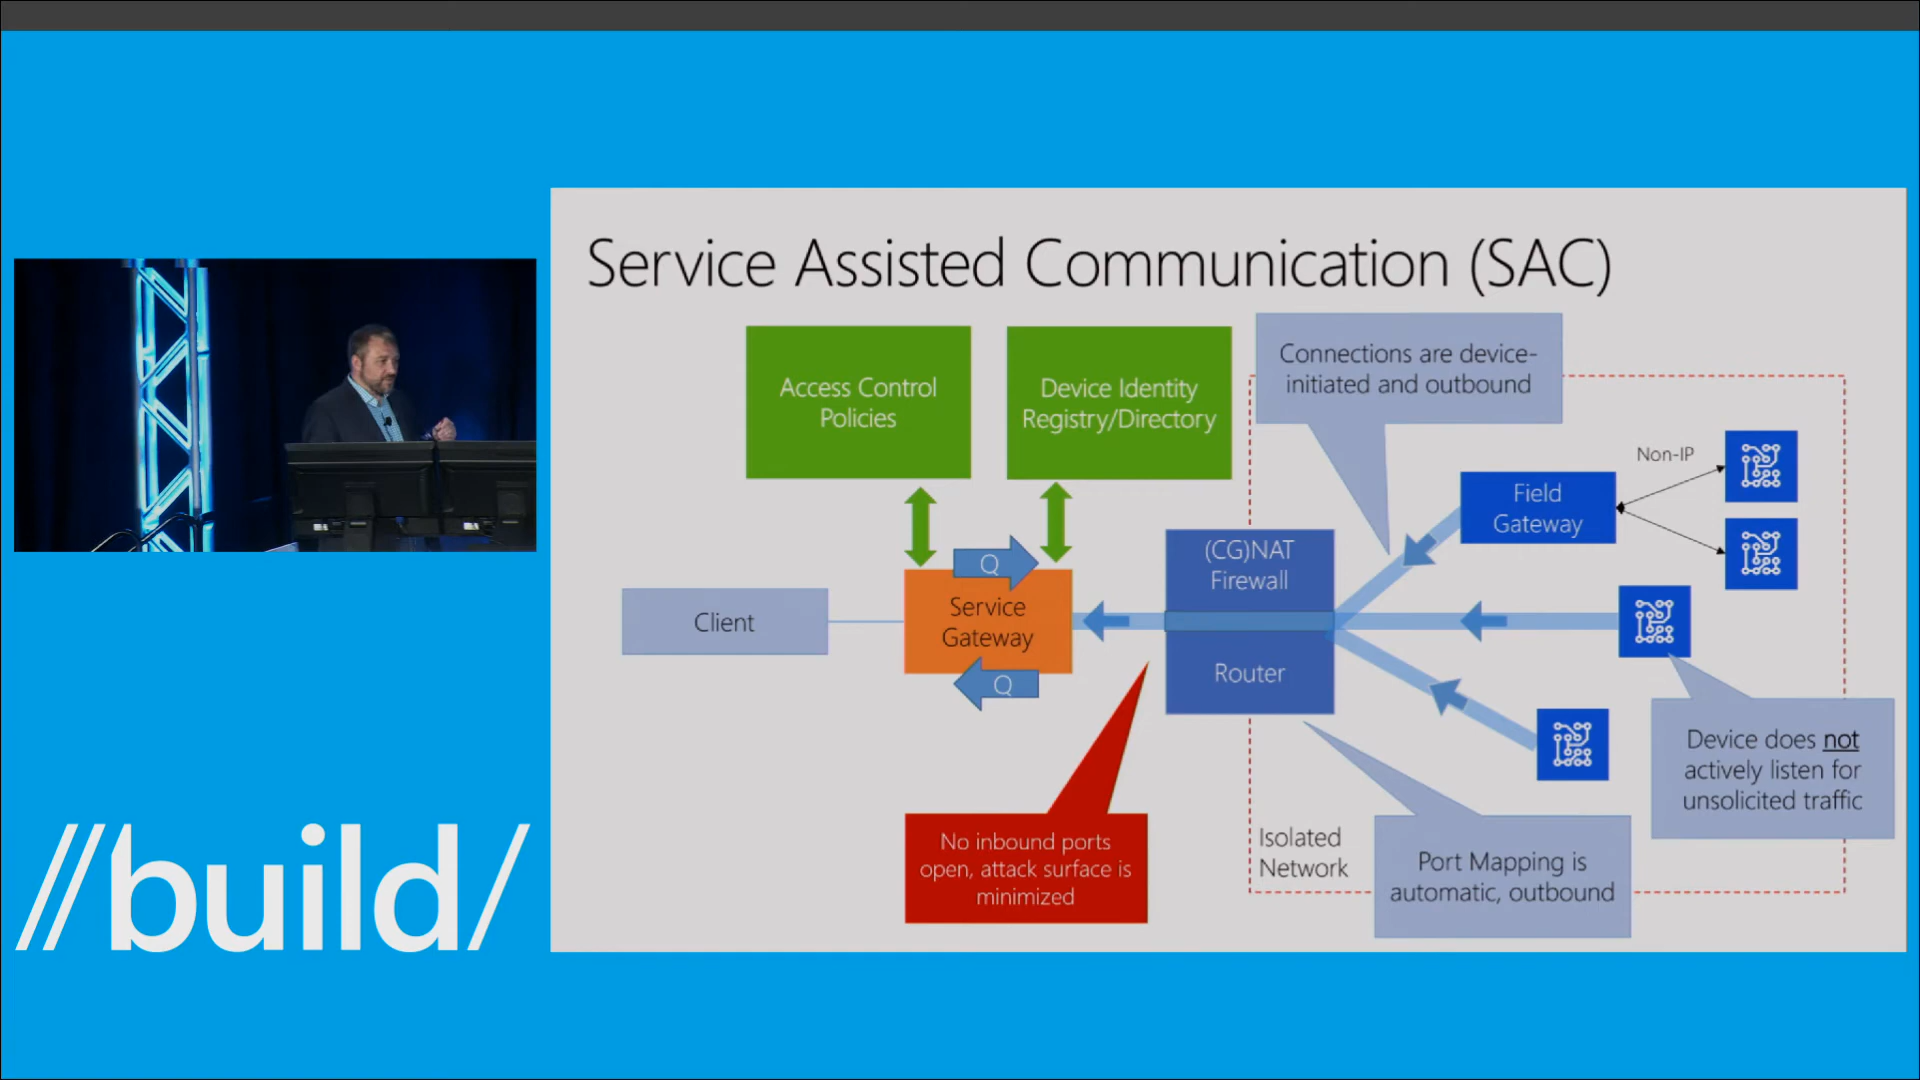 Service Assisted Communication (SAC)
Access Control
Policies
Device Identity
Registry/Directory
Connections are device-
initiated and outbound
Non-IP
Field
Gateway
(CG)NAT
Firewall
Router
Q
Service
Gateway
Q
Client
Device does not
actively listen for
unsolicited traffic
No inbound ports
open, attack surface is
minimized
Isolated
Network
Port Mapping is
automatic, outbound
//build/